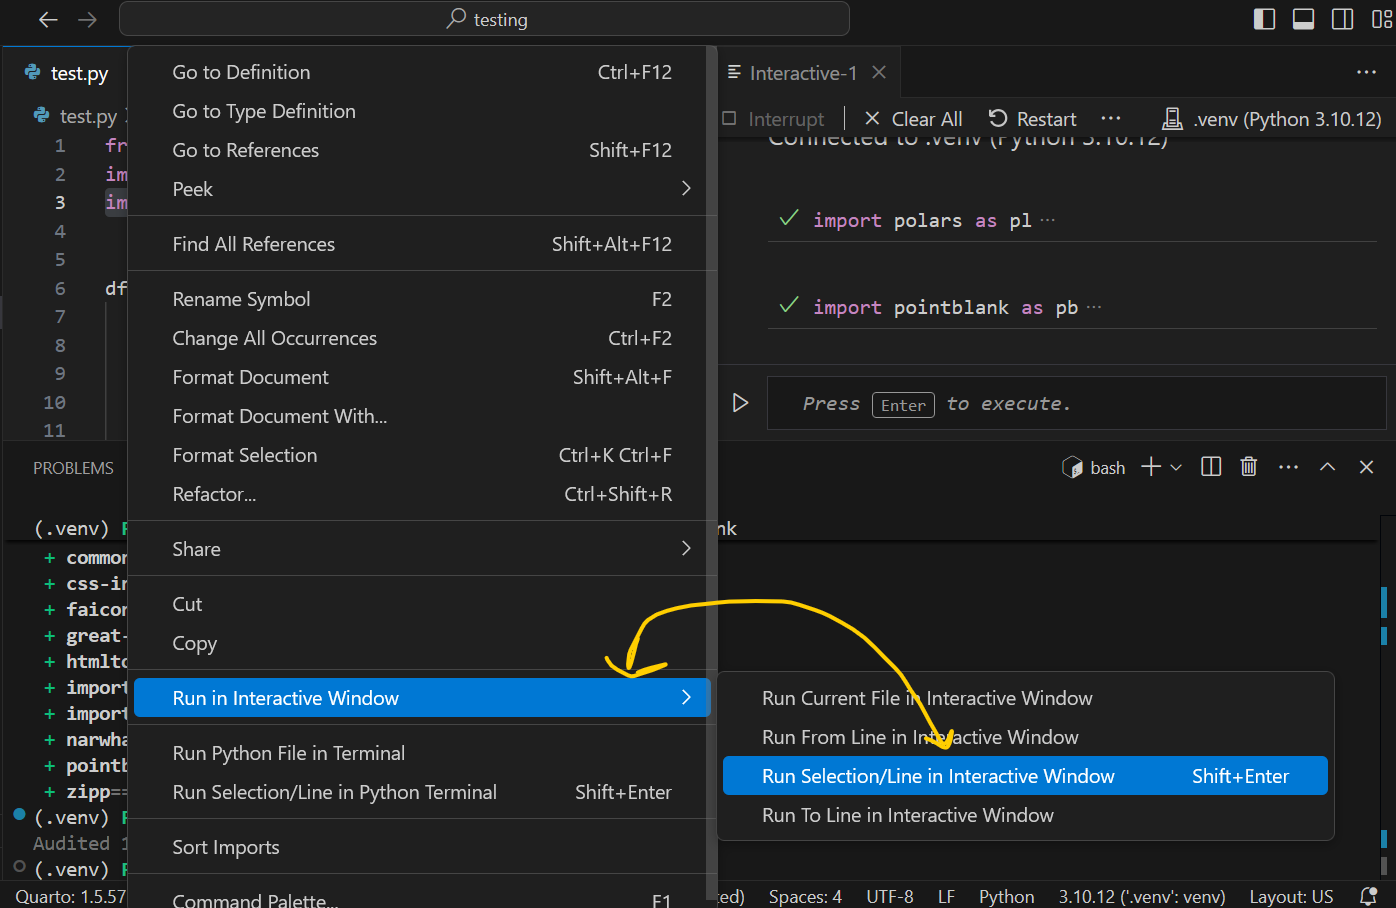 testing
test.py
Interactive-1
test.py
Interrupt
Clear All
Restart
.venv (Python 3.10.12)
Connected to .venv (Python 3.10.12)
1 fr
2 im
3 im
4
5
6 df
7
8
9
10
11
import polars as pl ...
import pointblank as pb ...
Press Enter to execute.
Go to Definition Ctrl+F12
Go to Type Definition
Go to References Shift+F12
Peek
Find All References Shift+Alt+F12
Rename Symbol F2
Change All Occurrences Ctrl+F2
Format Document Shift+Alt+F
Format Document With...
Format Selection Ctrl+K Ctrl+F
Refactor... Ctrl+Shift+R
Share
Cut
Copy
Run in Interactive Window
Run Python File in Terminal
Run Selection/Line in Python Terminal Shift+Enter
Sort Imports
Command Palette... F1
Run Current File in Interactive Window
Run From Line in Interactive Window
Run Selection/Line in Interactive Window Shift+Enter
Run To Line in Interactive Window
PROBLEMS
bash
(.venv)
nk
+ common
+ css-in
+ faicon
+ great-
+ htmlto
+ import
+ import
+ narwha
+ pointb
+ zipp==
(.venv)
Audited 1
(.venv)
Quarto: 1.5.57
ted)
Spaces: 4
UTF-8
LF
Python
3.10.12 ('.venv': venv)
Layout: US